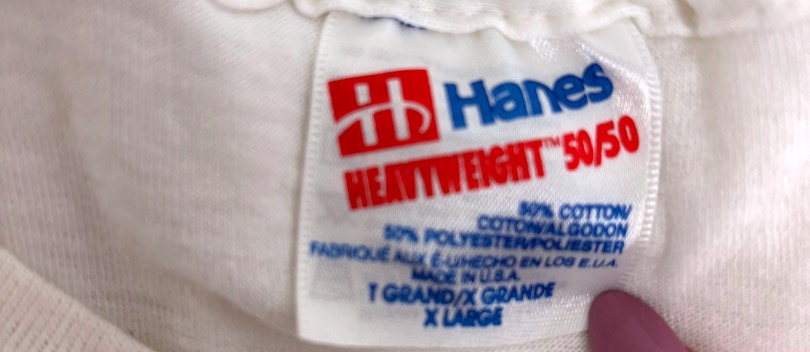 H Hanes
HEAVYWEIGHT™ 50/50
50% COTTON/
COTON/ALGODON
50% POLYESTER/POLIESTER
FABRIQUÉ AUX É-U/HECHO EN LOS E.U.A.
MADE IN U.S.A.
T GRAND/X GRANDE
X LARGE